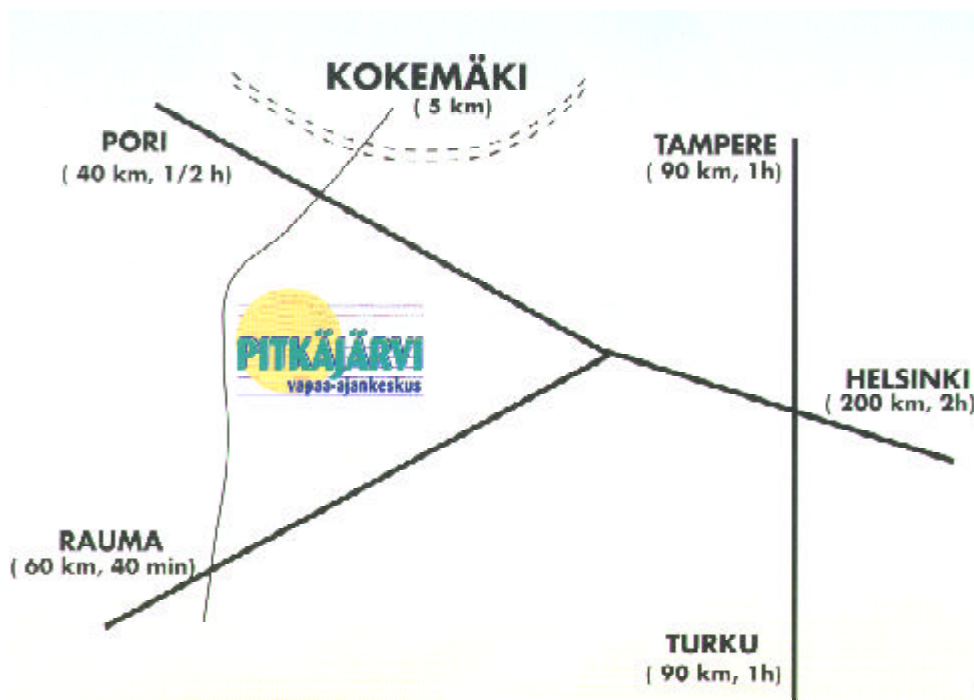 KOKEMÄKI
( 5 km)
PORI
( 40 km, 1/2 h)
TAMPERE
( 90 km, 1h)
PITKÄJÄRVI
vapaa-ajankeskus
HELSINKI
( 200 km, 2h)
RAUMA
( 60 km, 40 min)
TURKU
( 90 km, 1h)